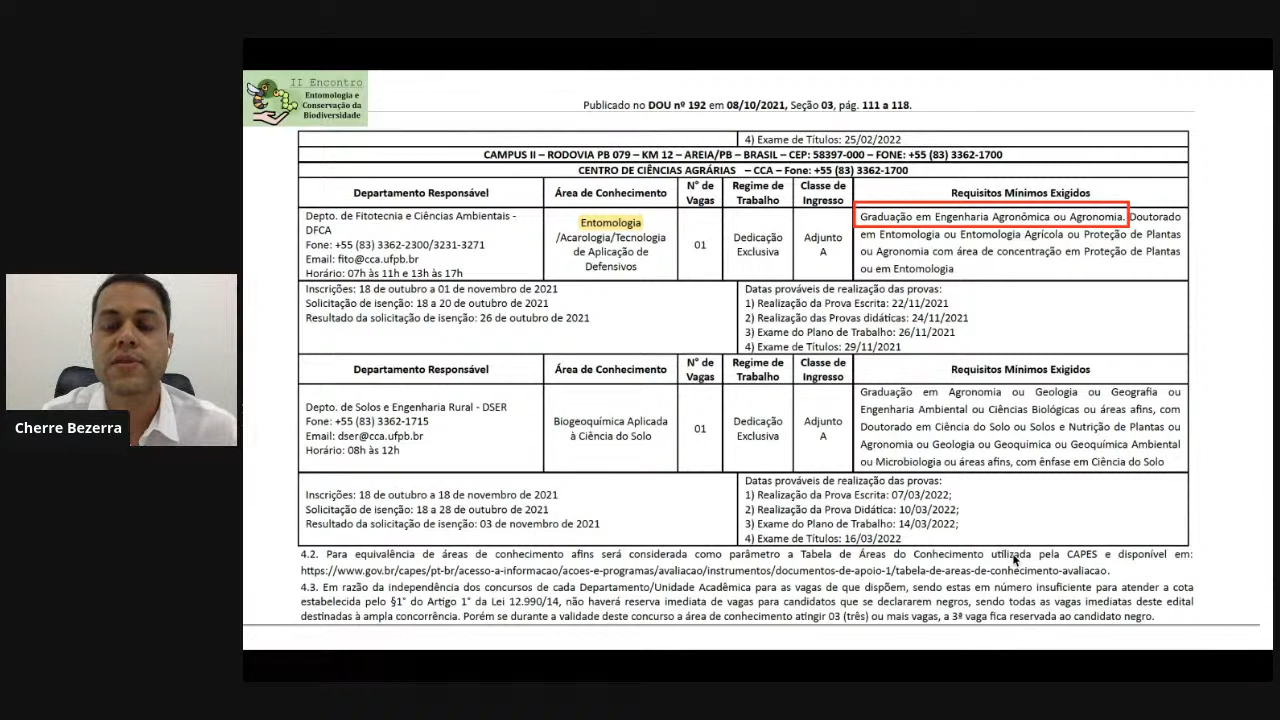 II Encontro
Entomologia e
Conservação da
Biodiversidade
Publicado no DOU nº 192 em 08/10/2021, Seção 03, pág. 111 a 118.
4) Exame de Títulos: 25/02/2022
CAMPUS II – RODOVIA PB 079 – KM 12 – AREIA/PB – BRASIL – CEP: 58397-000 – FONE: +55 (83) 3362-1700
CENTRO DE CIÊNCIAS AGRÁRIAS – CCA – Fone: +55 (83) 3362-1700
Departamento Responsável
Área de Conhecimento
N° de
Vagas
Regime de
Trabalho
Classe de
Ingresso
Requisitos Mínimos Exigidos
Depto. de Fitotecnia e Ciências Ambientais -
DFCA
Fone: +55 (83) 3362-2300/3231-3271
Email: fito@cca.ufpb.br
Horário: 07h às 11h e 13h às 17h
Entomologia
/Acarologia/Tecnologia
de Aplicação de
Defensivos
01
Dedicação
Exclusiva
Adjunto
A
Graduação em Engenharia Agronômica ou Agronomia. Doutorado
em Entomologia ou Entomologia Agrícola ou Proteção de Plantas
ou Agronomia com área de concentração em Proteção de Plantas
ou em Entomologia
Inscrições: 18 de outubro a 01 de novembro de 2021
Solicitação de isenção: 18 a 20 de outubro de 2021
Resultado da solicitação de isenção: 26 de outubro de 2021
Datas prováveis de realização das provas:
1) Realização da Prova Escrita: 22/11/2021
2) Realização das Provas didáticas: 24/11/2021
3) Exame do Plano de Trabalho: 26/11/2021
4) Exame de Títulos: 29/11/2021
Departamento Responsável
Área de Conhecimento
N° de
Vagas
Regime de
Trabalho
Classe de
Ingresso
Requisitos Mínimos Exigidos
Depto. de Solos e Engenharia Rural - DSER
Fone: +55 (83) 3362-1715
Email: dser@cca.ufpb.br
Horário: 08h às 12h
Biogeoquímica Aplicada
à Ciência do Solo
01
Dedicação
Exclusiva
Adjunto
A
Graduação em Agronomia ou Geologia ou Geografia ou
Engenharia Ambiental ou Ciências Biológicas ou áreas afins, com
Doutorado em Ciência do Solo ou Solos e Nutrição de Plantas ou
Agronomia ou Geologia ou Geoquimica ou Geoquímica Ambiental
ou Microbiologia ou áreas afins, com ênfase em Ciência do Solo
Inscrições: 18 de outubro a 18 de novembro de 2021
Solicitação de isenção: 18 a 28 de outubro de 2021
Resultado da solicitação de isenção: 03 de novembro de 2021
Datas prováveis de realização das provas:
1) Realização da Prova Escrita: 07/03/2022;
2) Realização da Prova Didática: 10/03/2022;
3) Exame do Plano de Trabalho: 14/03/2022;
4) Exame de Títulos: 16/03/2022
4.2. Para equivalência de áreas de conhecimento afins será considerada como parâmetro a Tabela de Áreas do Conhecimento utilizada pela CAPES e disponível em:
https://www.gov.br/capes/pt-br/acesso-a-informacao/acoes-e-programas/avaliacao/instrumentos/documentos-de-apoio-1/tabela-de-areas-de-conhecimento-avaliacao.
4.3. Em razão da independência dos concursos de cada Departamento/Unidade Acadêmica para as vagas de que dispõem, sendo estas em número insuficiente para atender a cota
estabelecida pelo §1° do Artigo 1° da Lei 12.990/14, não haverá reserva imediata de vagas para candidatos que se declararem negros, sendo todas as vagas imediatas deste edital
destinadas à ampla concorrência. Porém se durante a validade deste concurso a área de conhecimento atingir 03 (três) ou mais vagas, a 3ª vaga fica reservada ao candidato negro.
Cherre Bezerra